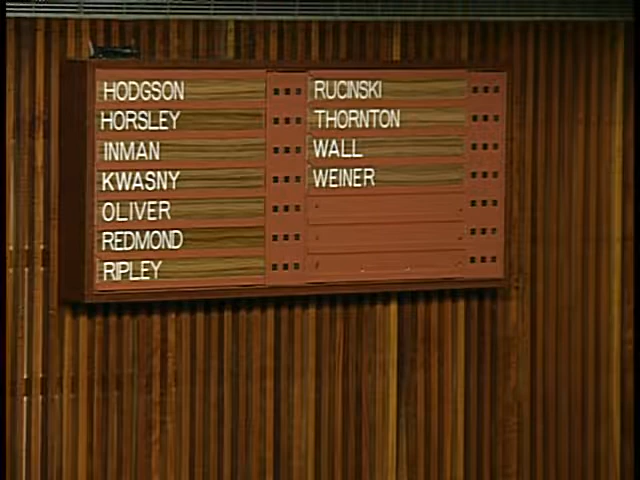 HODGSON
HORSLEY
INMAN
KWASNY
OLIVER
REDMOND
RIPLEY
RUCINSKI
THORNTON
WALL
WEINER